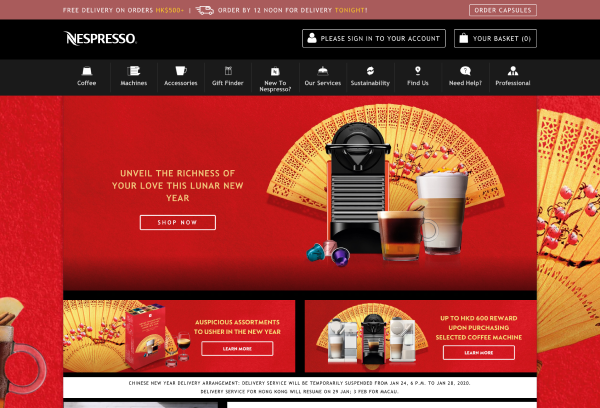 FREE DELIVERY ON ORDERS HK$500+ | ORDER BY 12 NOON FOR DELIVERY TONIGHT!
ORDER CAPSULES
NESPRESSO.
PLEASE SIGN IN TO YOUR ACCOUNT
YOUR BASKET (0)
Coffee
Machines
Accessories
Gift Finder
New To
Nespresso?
Our Services
Sustainability
Find Us
Need Help?
Professional
UNVEIL THE RICHNESS OF
YOUR LOVE THIS LUNAR NEW
YEAR
SHOP NOW
AUSPICIOUS ASSORTMENTS
TO USHER IN THE NEW YEAR
LEARN MORE
UP TO HKD 600 REWARD
UPON PURCHASING
SELECTED COFFEE MACHINE
LEARN MORE
CHINESE NEW YEAR DELIVERY ARRANGEMENT: DELIVERY SERVICE WILL BE TEMPORARILY SUSPENDED FROM JAN 24, 6 P.M. TO JAN 28, 2020.
DELIVERY SERVICE FOR HONG KONG WILL RESUME ON 29 JAN; 3 FEB FOR MACAU.